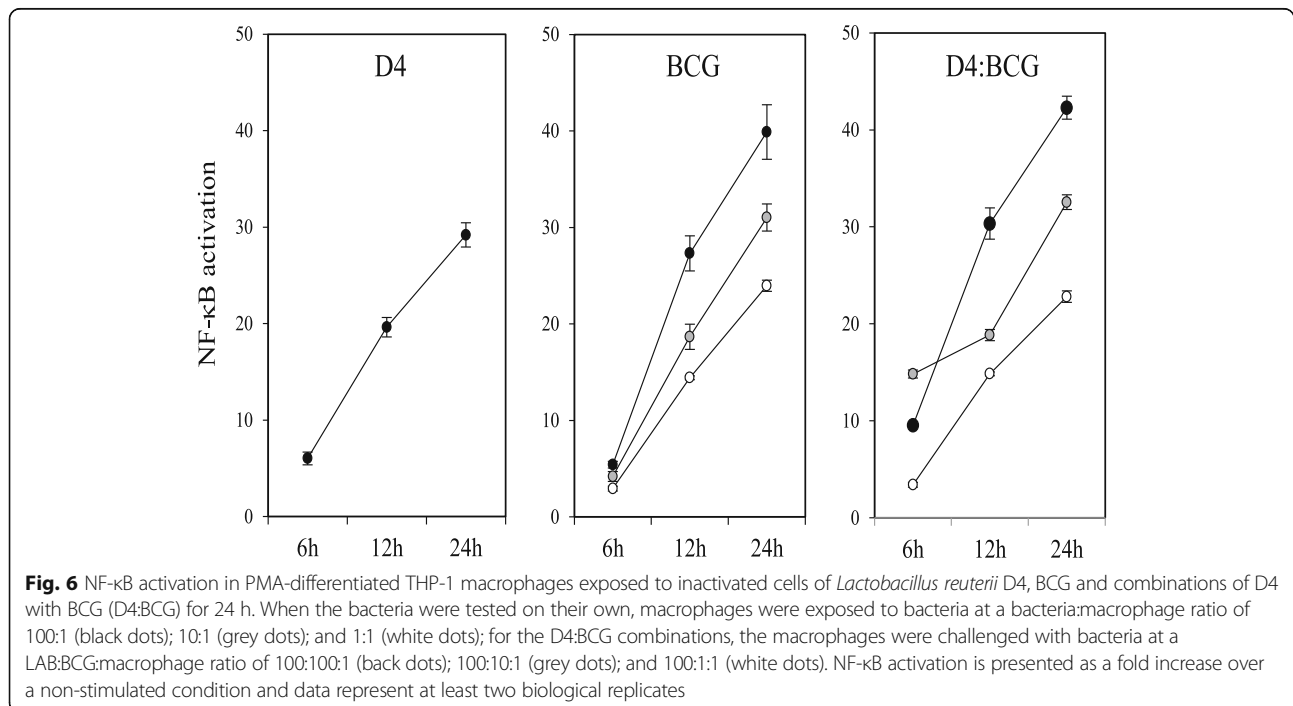 50
40
30
20
10
0
NF-κB activation
D4
6h 12h 24h
50
40
30
20
10
0
BCG
6h 12h 24h
50
40
30
20
10
0
D4:BCG
6h 12h 24h
Fig. 6 NF-κB activation in PMA-differentiated THP-1 macrophages exposed to inactivated cells of Lactobacillus reuterii D4, BCG and combinations of D4
with BCG (D4:BCG) for 24 h. When the bacteria were tested on their own, macrophages were exposed to bacteria at a bacteria:macrophage ratio of
100:1 (black dots); 10:1 (grey dots); and 1:1 (white dots); for the D4:BCG combinations, the macrophages were challenged with bacteria at a
LAB:BCG:macrophage ratio of 100:100:1 (back dots); 100:10:1 (grey dots); and 100:1:1 (white dots). NF-κB activation is presented as a fold increase over
a non-stimulated condition and data represent at least two biological replicates